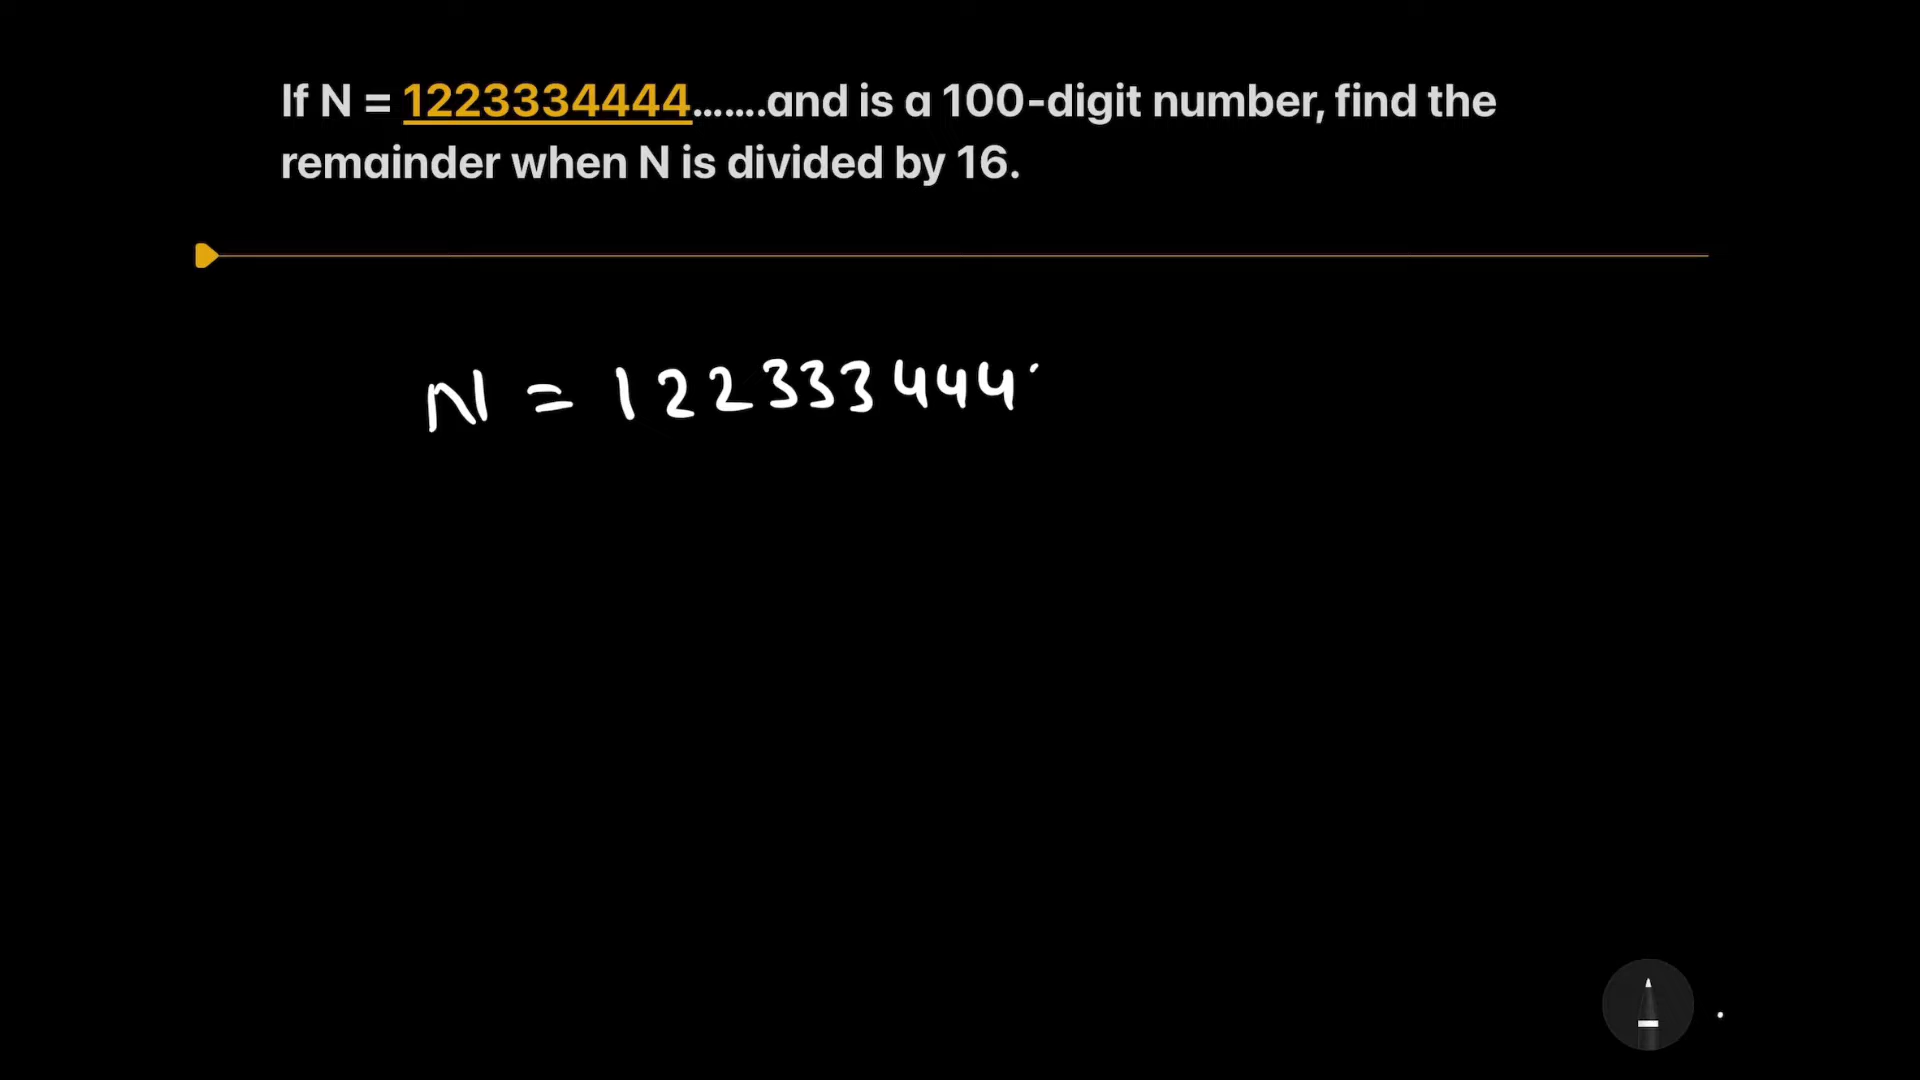 If N = 1223334444.......and is a 100-digit number, find the
remainder when N is divided by 16.
N = 122333444